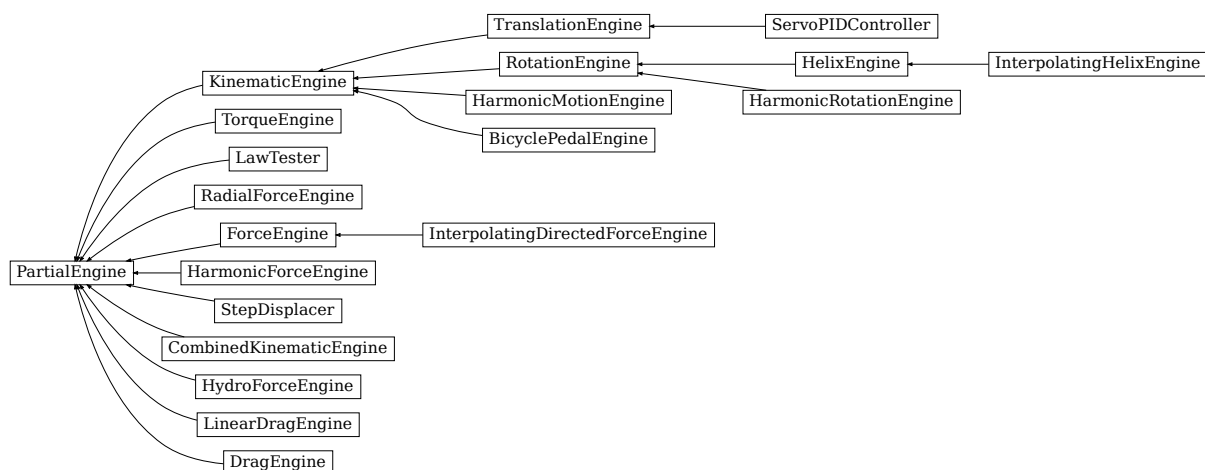 TranslationEngine
ServoPIDController
RotationEngine
HelixEngine
InterpolatingHelixEngine
KinematicEngine
HarmonicMotionEngine
HarmonicRotationEngine
TorqueEngine
BicyclePedalEngine
LawTester
RadialForceEngine
ForceEngine
InterpolatingDirectedForceEngine
PartialEngine
HarmonicForceEngine
StepDisplacer
CombinedKinematicEngine
HydroForceEngine
LinearDragEngine
DragEngine